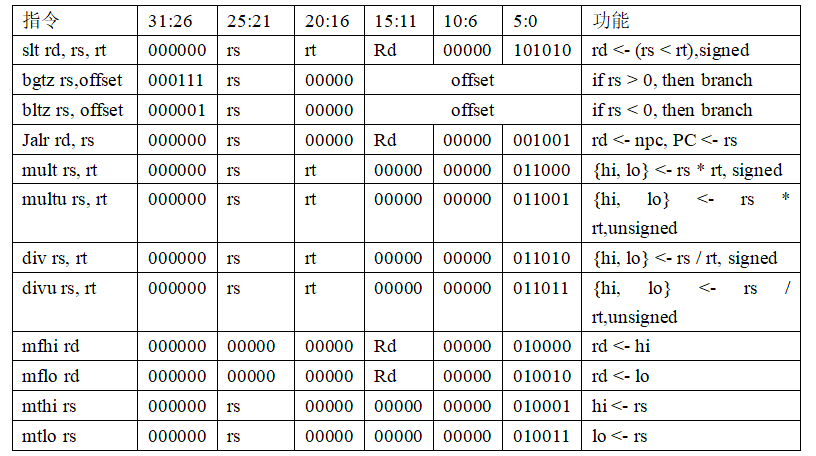 指令 31:26 25:21 20:16 15:11 10:6 5:0 功能
slt rd, rs, rt 000000 rs rt Rd 00000 101010 rd <- (rs < rt),signed
bgtz rs,offset 000111 rs 00000 offset if rs > 0, then branch
bltz rs, offset 000001 rs 00000 offset if rs < 0, then branch
Jalr rd, rs 000000 rs 00000 Rd 00000 001001 rd <- npc, PC <- rs
mult rs, rt 000000 rs rt 00000 00000 011000 {hi, lo} <- rs * rt, signed
multu rs, rt 000000 rs rt 00000 00000 011001 {hi, lo} <- rs *
rt,unsigned
div rs, rt 000000 rs rt 00000 00000 011010 {hi, lo} <- rs / rt, signed
divu rs, rt 000000 rs rt 00000 00000 011011 {hi, lo} <- rs /
rt,unsigned
mfhi rd 000000 00000 00000 Rd 00000 010000 rd <- hi
mflo rd 000000 00000 00000 Rd 00000 010010 rd <- lo
mthi rs 000000 rs 00000 00000 00000 010001 hi <- rs
mtlo rs 000000 rs 00000 00000 00000 010011 lo <- rs